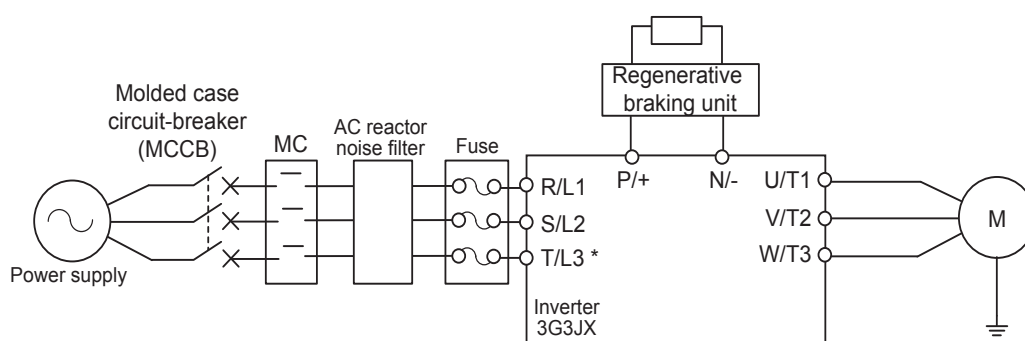 Regenerative
braking unit
Molded case
circuit-breaker
(MCCB)
MC
AC reactor
noise filter
Fuse
P/+
N/-
R/L1
S/L2
T/L3 *
U/T1
V/T2
W/T3
M
Power supply
Inverter
3G3JX